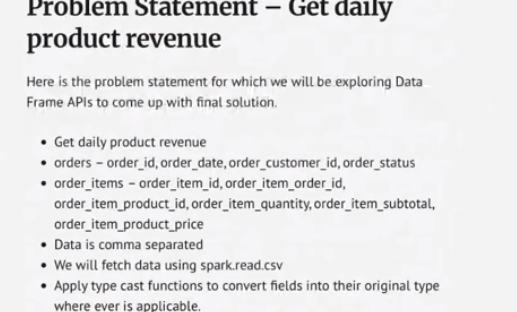 Problem Statement – Get daily
product revenue
Here is the problem statement for which we will be exploring Data
Frame APIs to come up with final solution.
• Get daily product revenue
• orders – order_id, order_date, order_customer_id, order_status
• order_items – order_item_id, order_item_order_id,
order_item_product_id, order_item_quantity, order_item_subtotal,
order_item_product_price
• Data is comma separated
• We will fetch data using spark.read.csv
• Apply type cast functions to convert fields into their original type
where ever is applicable.